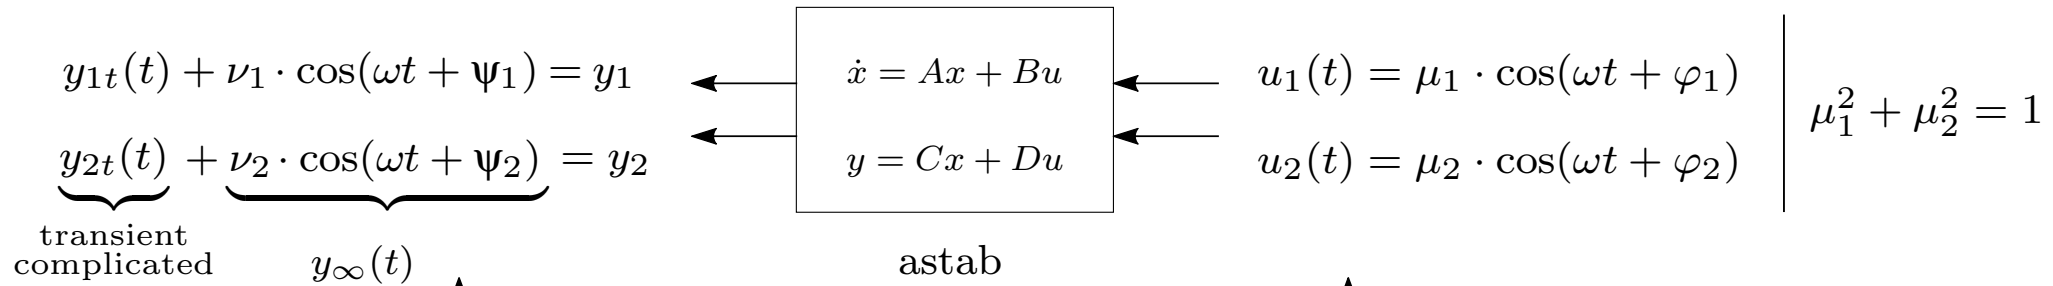 y₁ₜ(t) + ν₁ · cos(ωt + ψ₁) = y₁
y₂ₜ(t) + ν₂ · cos(ωt + ψ₂) = y₂
transient
complicated
y∞(t)
ẋ = Ax + Bu
y = Cx + Du
astab
u₁(t) = μ₁ · cos(ωt + φ₁)
u₂(t) = μ₂ · cos(ωt + φ₂)
μ₁² + μ₂² = 1